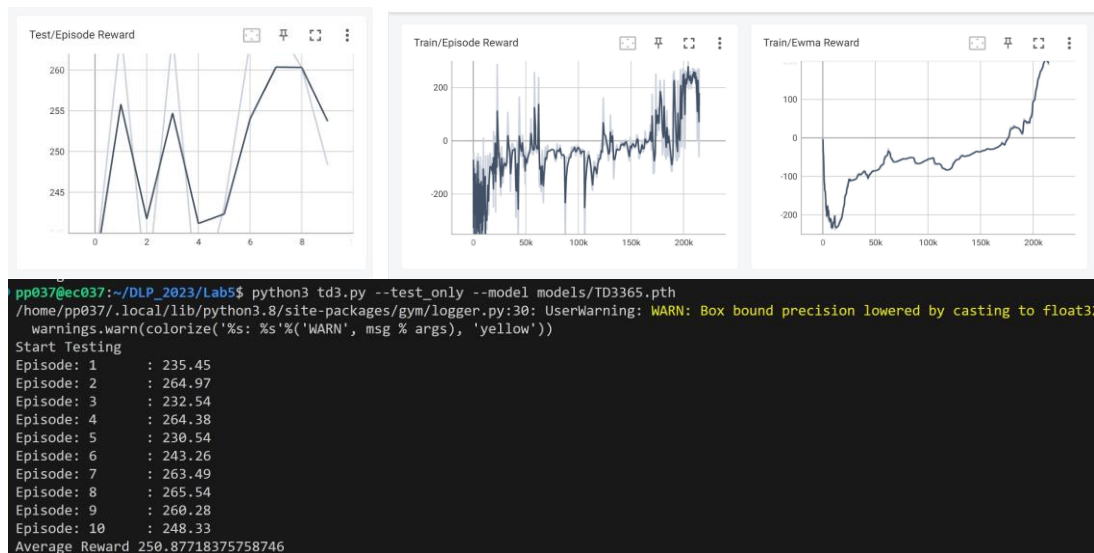 Test/Episode Reward
260
255
250
245
0 2 4 6 8
Train/Episode Reward
200
0
-200
0 50k 100k 150k 200k
Train/Ewma Reward
100
0
-100
-200
0 50k 100k 150k 200k
pp037@ec037:~/DLP_2023/Lab5$ python3 td3.py --test_only --model models/TD3365.pth
/home/pp037/.local/lib/python3.8/site-packages/gym/logger.py:30: UserWarning: WARN: Box bound precision lowered by casting to float32
warnings.warn(colorize('%s: %s'%('WARN', msg % args), 'yellow'))
Start Testing
Episode: 1 : 235.45
Episode: 2 : 264.97
Episode: 3 : 232.54
Episode: 4 : 264.38
Episode: 5 : 230.54
Episode: 6 : 243.26
Episode: 7 : 263.49
Episode: 8 : 265.54
Episode: 9 : 260.28
Episode: 10 : 248.33
Average Reward 250.87718375758746